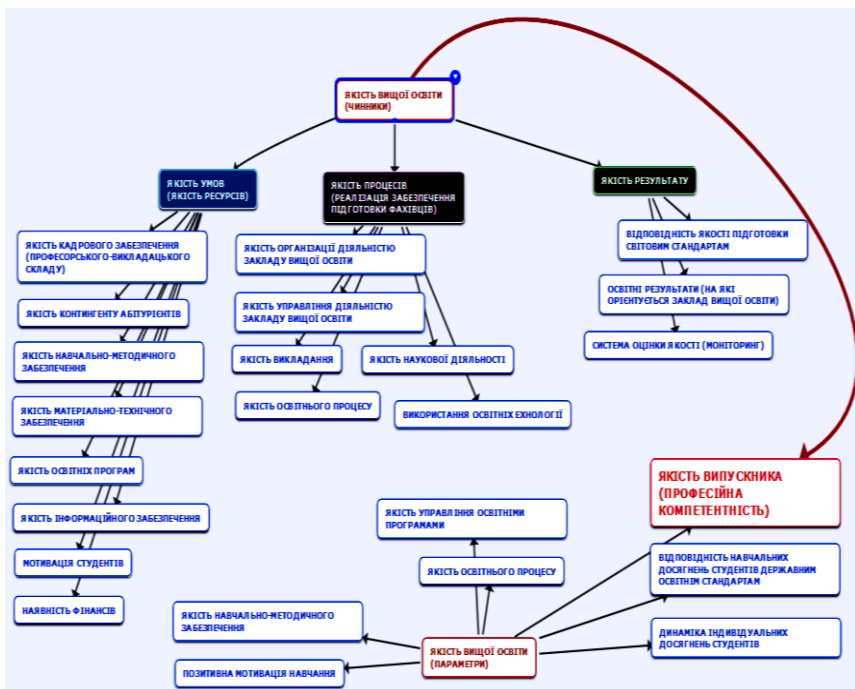 ЯКІСТЬ ВИЩОЇ ОСВІТИ
(ЧИННИКИ)
ЯКІСТЬ УМОВ
(ЯКІСТЬ РЕСУРСІВ)
ЯКІСТЬ ПРОЦЕСІВ
(РЕАЛІЗАЦІЯ ЗАБЕЗПЕЧЕННЯ
ПІДГОТОВКИ ФАХІВЦІВ)
ЯКІСТЬ РЕЗУЛЬТАТУ
ЯКІСТЬ КАДРОВОГО ЗАБЕЗПЕЧЕННЯ
(ПРОФЕСОРСЬКОГО-ВИКЛАДАЦЬКОГО
СКЛАДУ)
ЯКІСТЬ КОНТИНГЕНТУ АБІТУРІЄНТІВ
ЯКІСТЬ НАВЧАЛЬНО-МЕТОДИЧНОГО
ЗАБЕЗПЕЧЕННЯ
ЯКІСТЬ МАТЕРІАЛЬНО-ТЕХНІЧНОГО
ЗАБЕЗПЕЧЕННЯ
ЯКІСТЬ ОСВІТНІХ ПРОГРАМ
ЯКІСТЬ ІНФОРМАЦІЙНОГО ЗАБЕЗПЕЧЕННЯ
МОТИВАЦІЯ СТУДЕНТІВ
НАЯВНІСТЬ ФІНАНСІВ
ЯКІСТЬ ОРГАНІЗАЦІЇ ДІЯЛЬНІСТЮ
ЗАКЛАДУ ВИЩОЇ ОСВІТИ
ЯКІСТЬ УПРАВЛІННЯ ДІЯЛЬНІСТЮ
ЗАКЛАДУ ВИЩОЇ ОСВІТИ
ЯКІСТЬ ВИКЛАДАННЯ
ЯКІСТЬ НАУКОВОЇ ДІЯЛЬНОСТІ
ЯКІСТЬ ОСВІТНЬОГО ПРОЦЕСУ
ВИКОРИСТАННЯ ОСВІТНІХ ЕХНОЛОГІЇ
ВІДПОВІДНІСТЬ ЯКОСТІ ПІДГОТОВКИ
СВІТОВИМ СТАНДАРТАМ
ОСВІТНІ РЕЗУЛЬТАТИ (НА ЯКІ
ОРІЄНТУЄТЬСЯ ЗАКЛАД ВИЩОЇ ОСВІТИ)
СИСТЕМА ОЦІНКИ ЯКОСТІ (МОНІТОРИНГ)
ЯКІСТЬ ВИПУСКНИКА
(ПРОФЕСІЙНА
КОМПЕТЕНТНІСТЬ)
ЯКІСТЬ УПРАВЛІННЯ ОСВІТНІМИ
ПРОГРАМАМИ
ЯКІСТЬ ОСВІТНЬОГО ПРОЦЕСУ
ВІДПОВІДНІСТЬ НАВЧАЛЬНИХ
ДОСЯГНЕНЬ СТУДЕНТІВ ДЕРЖАВНИМ
ОСВІТНІМ СТАНДАРТАМ
ЯКІСТЬ НАВЧАЛЬНО-МЕТОДИЧНОГО
ЗАБЕЗПЕЧЕННЯ
ДИНАМІКА ІНДИВІДУАЛЬНИХ
ДОСЯГНЕНЬ СТУДЕНТІВ
ЯКІСТЬ ВИЩОЇ ОСВІТИ
(ПАРАМЕТРИ)
ПОЗИТИВНА МОТИВАЦІЯ НАВЧАННЯ